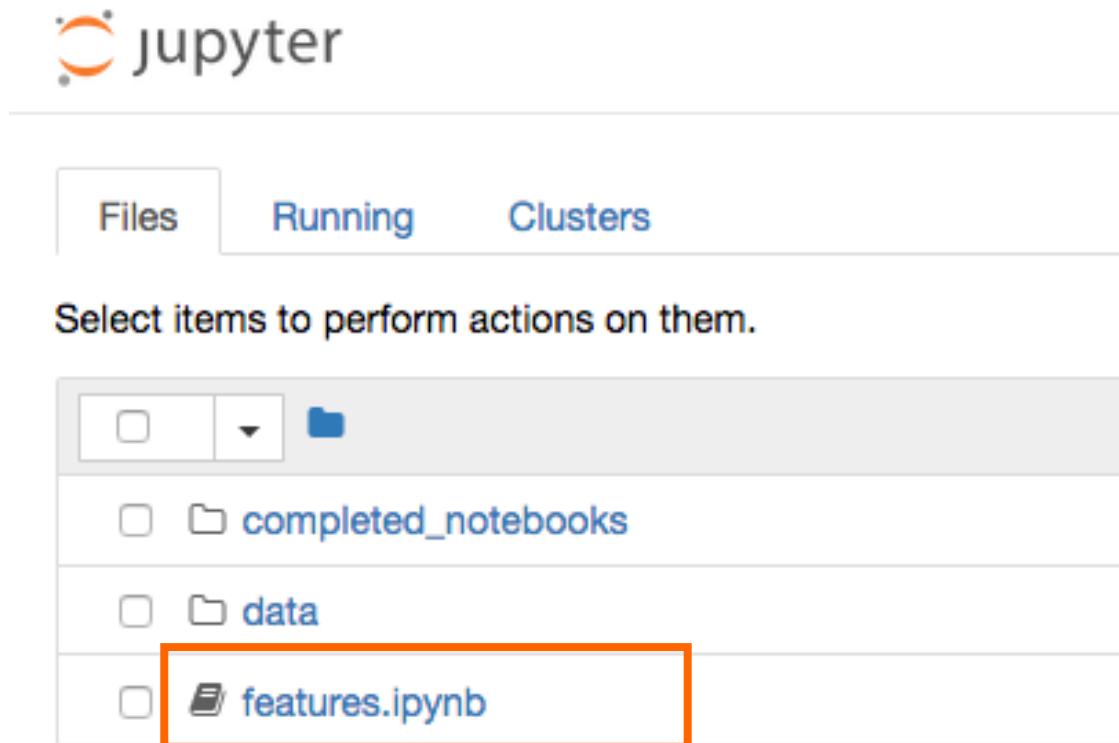 jupyter
Files Running Clusters
Select items to perform actions on them.
completed_notebooks
data
features.ipynb